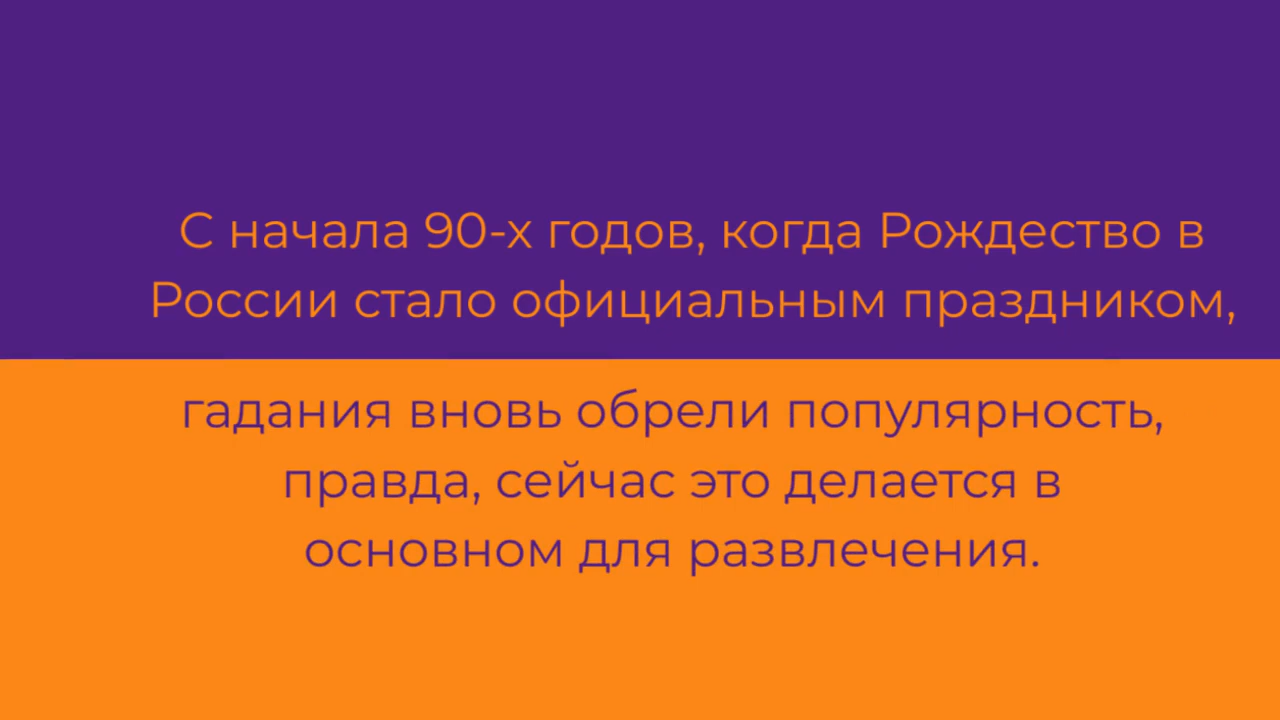 С начала 90-х годов, когда Рождество в
России стало официальным праздником,
гадания вновь обрели популярность,
правда, сейчас это делается в
основном для развлечения.